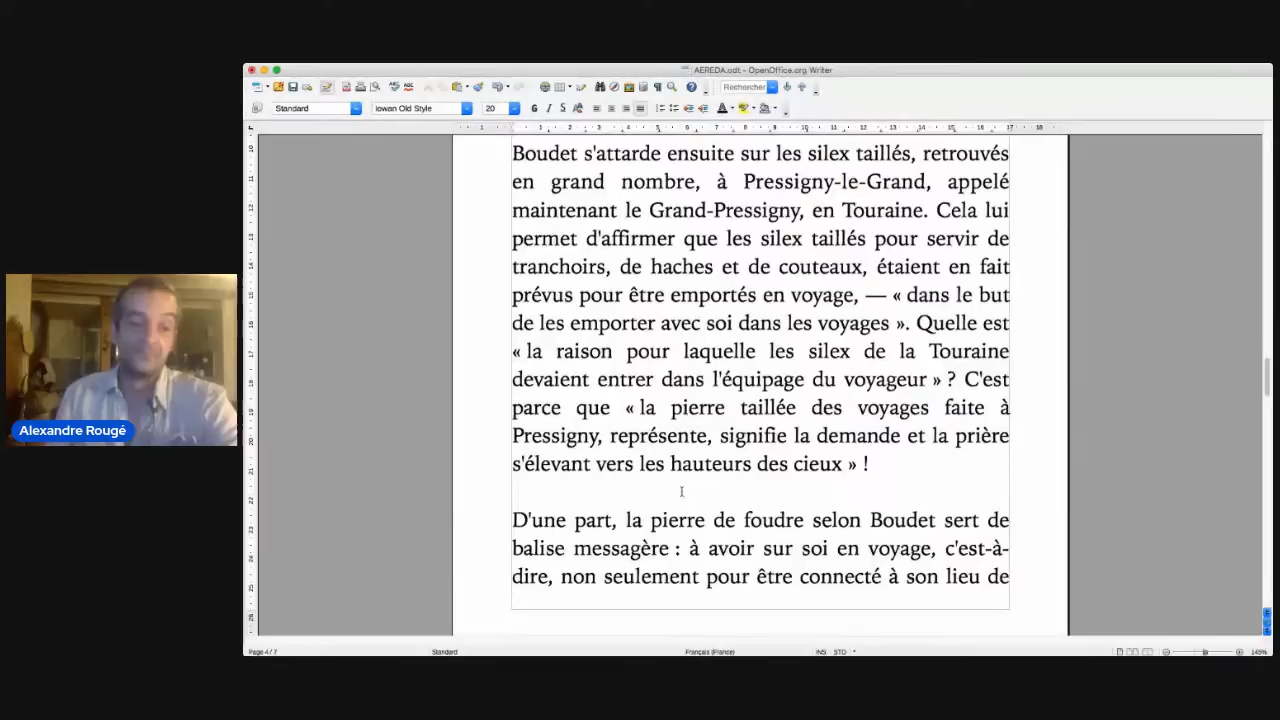 AEREDA.odt - OpenOffice.org Writer
Rechercher
Standard
Iowan Old Style
20
Boudet s'attarde ensuite sur les silex taillés, retrouvés
en grand nombre, à Pressigny-le-Grand, appelé
maintenant le Grand-Pressigny, en Touraine. Cela lui
permet d'affirmer que les silex taillés pour servir de
tranchoirs, de haches et de couteaux, étaient en fait
prévus pour être emportés en voyage, — « dans le but
de les emporter avec soi dans les voyages ». Quelle est
« la raison pour laquelle les silex de la Touraine
devaient entrer dans l'équipage du voyageur » ? C'est
parce que « la pierre taillée des voyages faite à
Pressigny, représente, signifie la demande et la prière
s'élevant vers les hauteurs des cieux » !
Alexandre Rougé
D'une part, la pierre de foudre selon Boudet sert de
balise messagère : à avoir sur soi en voyage, c'est-à-
dire, non seulement pour être connecté à son lieu de
Page 4 / 7
Standard
Français (France)
INS
STD
145%